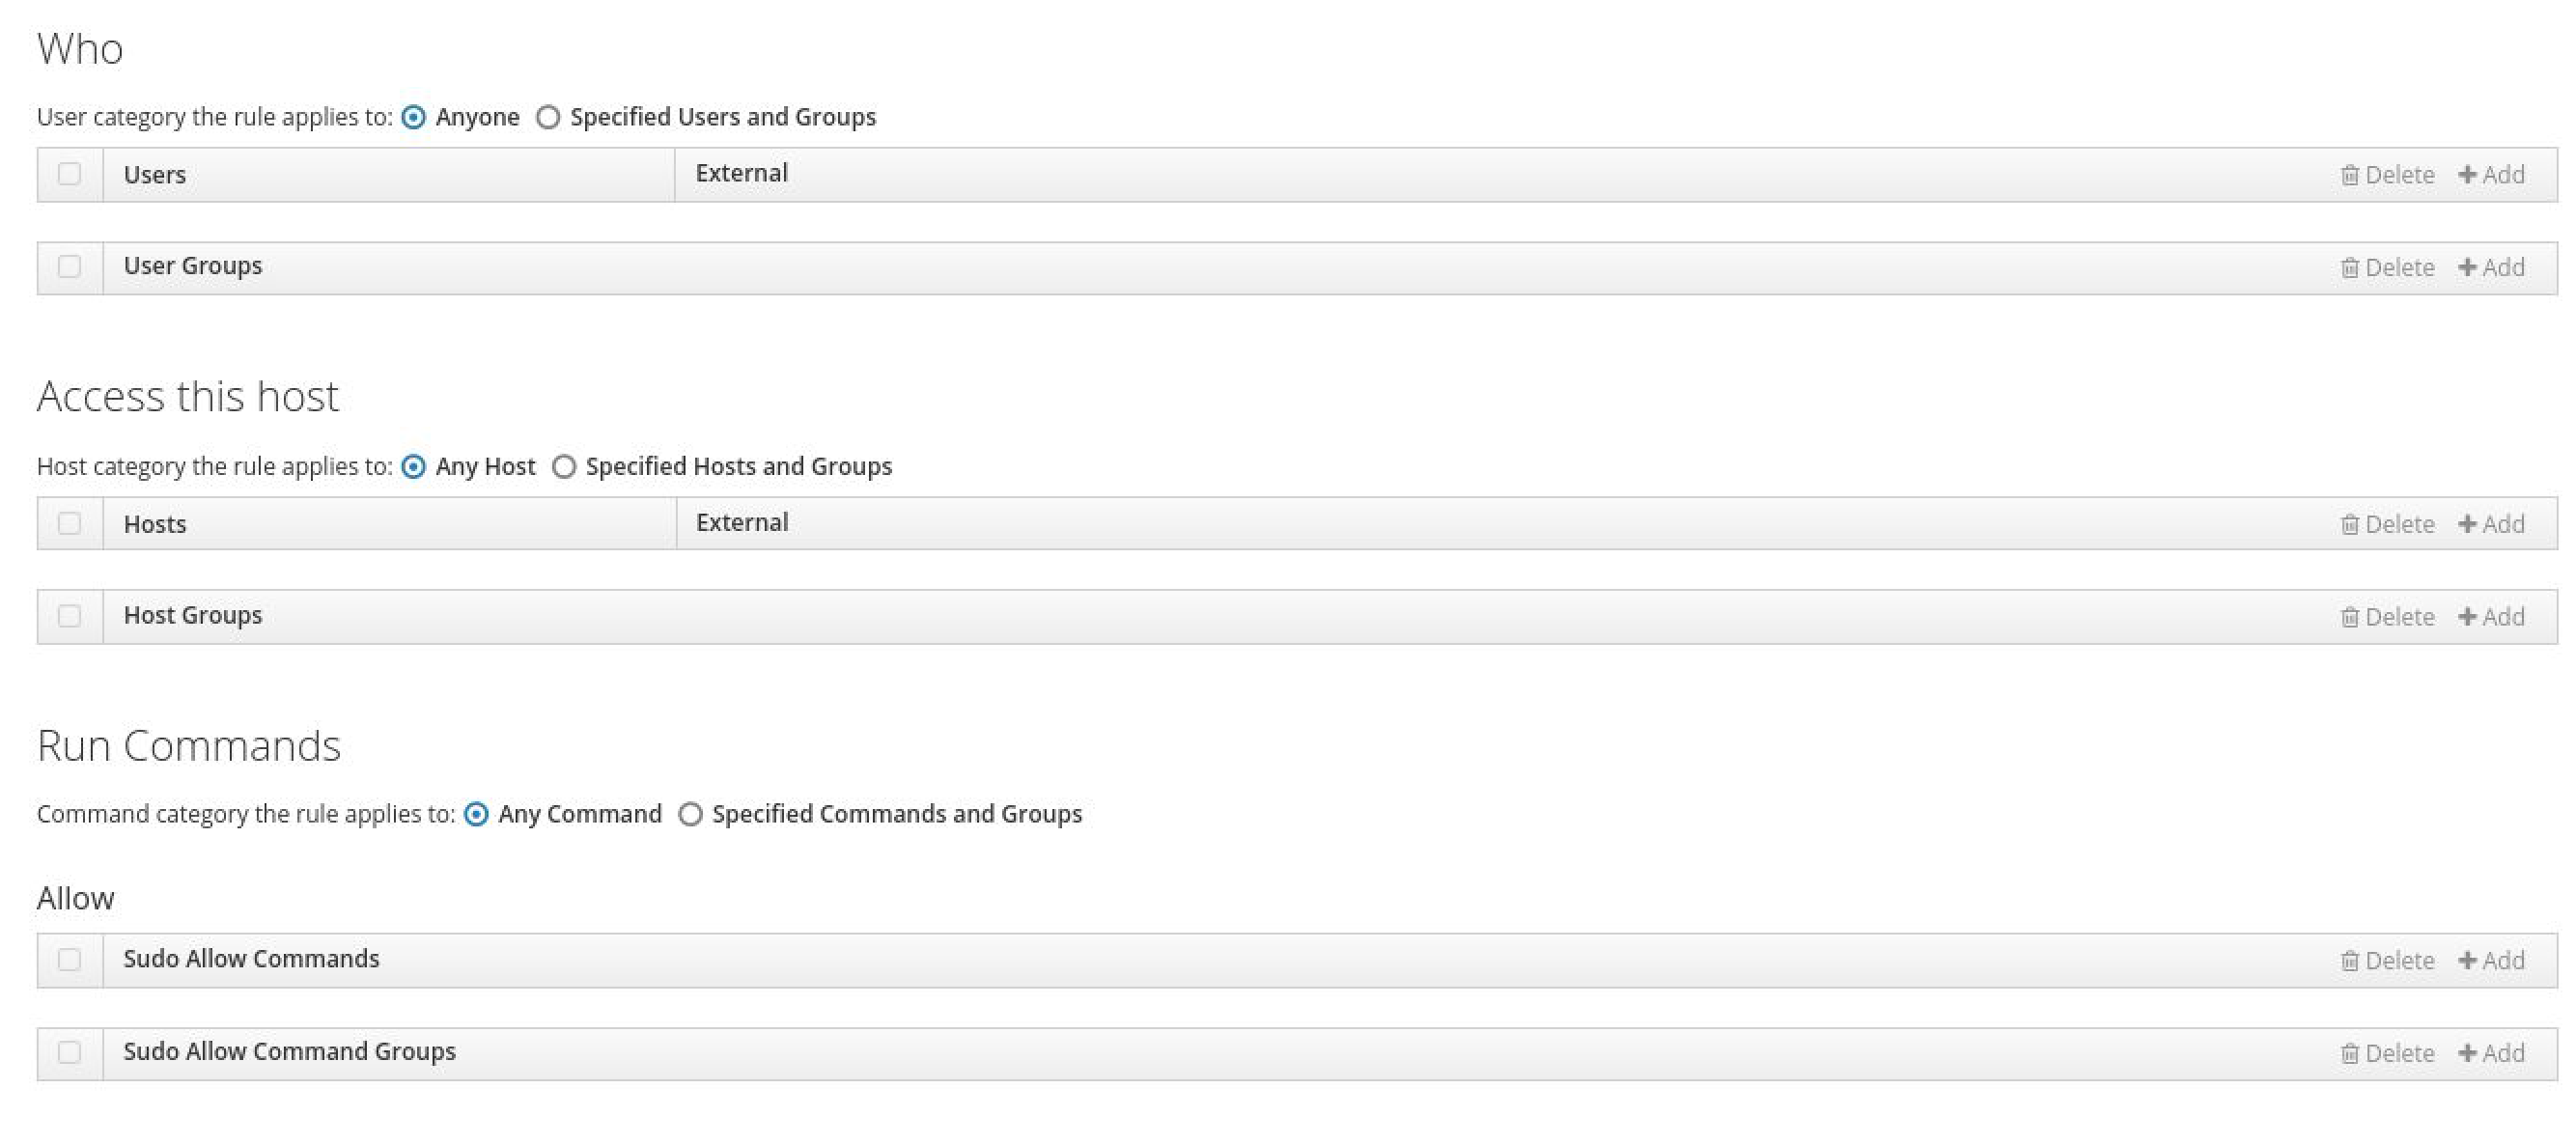 Who
User category the rule applies to: Anyone Specified Users and Groups
Users External Delete Add
User Groups Delete Add
Access this host
Host category the rule applies to: Any Host Specified Hosts and Groups
Hosts External Delete Add
Host Groups Delete Add
Run Commands
Command category the rule applies to: Any Command Specified Commands and Groups
Allow
Sudo Allow Commands Delete Add
Sudo Allow Command Groups Delete Add